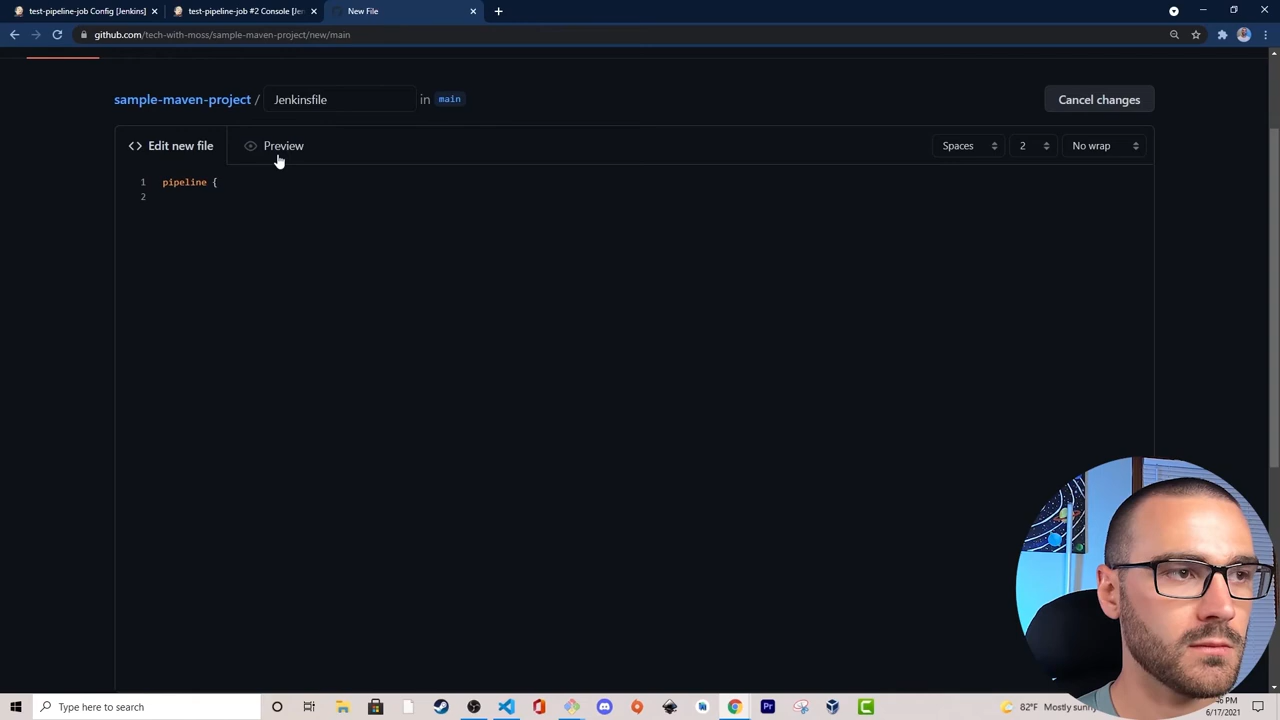 test-pipeline-job Config [Jenkins]
test-pipeline-job #2 Console [Jen
New File
github.com/tech-with-moss/sample-maven-project/new/main
sample-maven-project / Jenkinsfile in main
Cancel changes
Edit new file
Preview
Spaces
2
No wrap
1 pipeline {
2
Type here to search
82°F Mostly sunny
6/17/2021